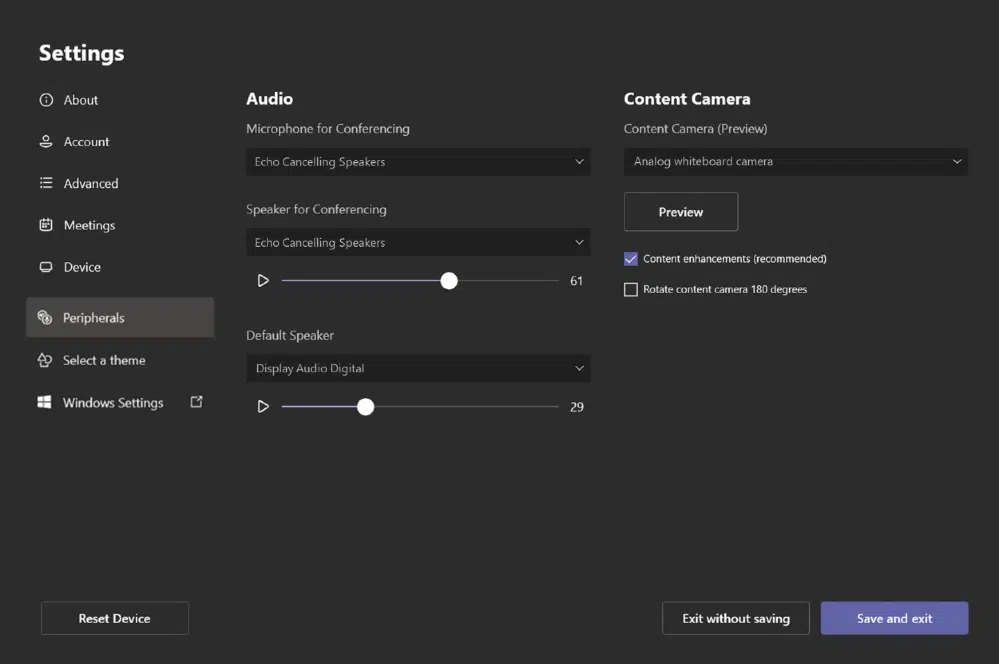 Settings
About
Account
Advanced
Meetings
Device
Peripherals
Select a theme
Windows Settings
Audio
Microphone for Conferencing
Echo Cancelling Speakers
Speaker for Conferencing
Echo Cancelling Speakers
61
Default Speaker
Display Audio Digital
29
Content Camera
Content Camera (Preview)
Analog whiteboard camera
Preview
Content enhancements (recommended)
Rotate content camera 180 degrees
Reset Device
Exit without saving
Save and exit